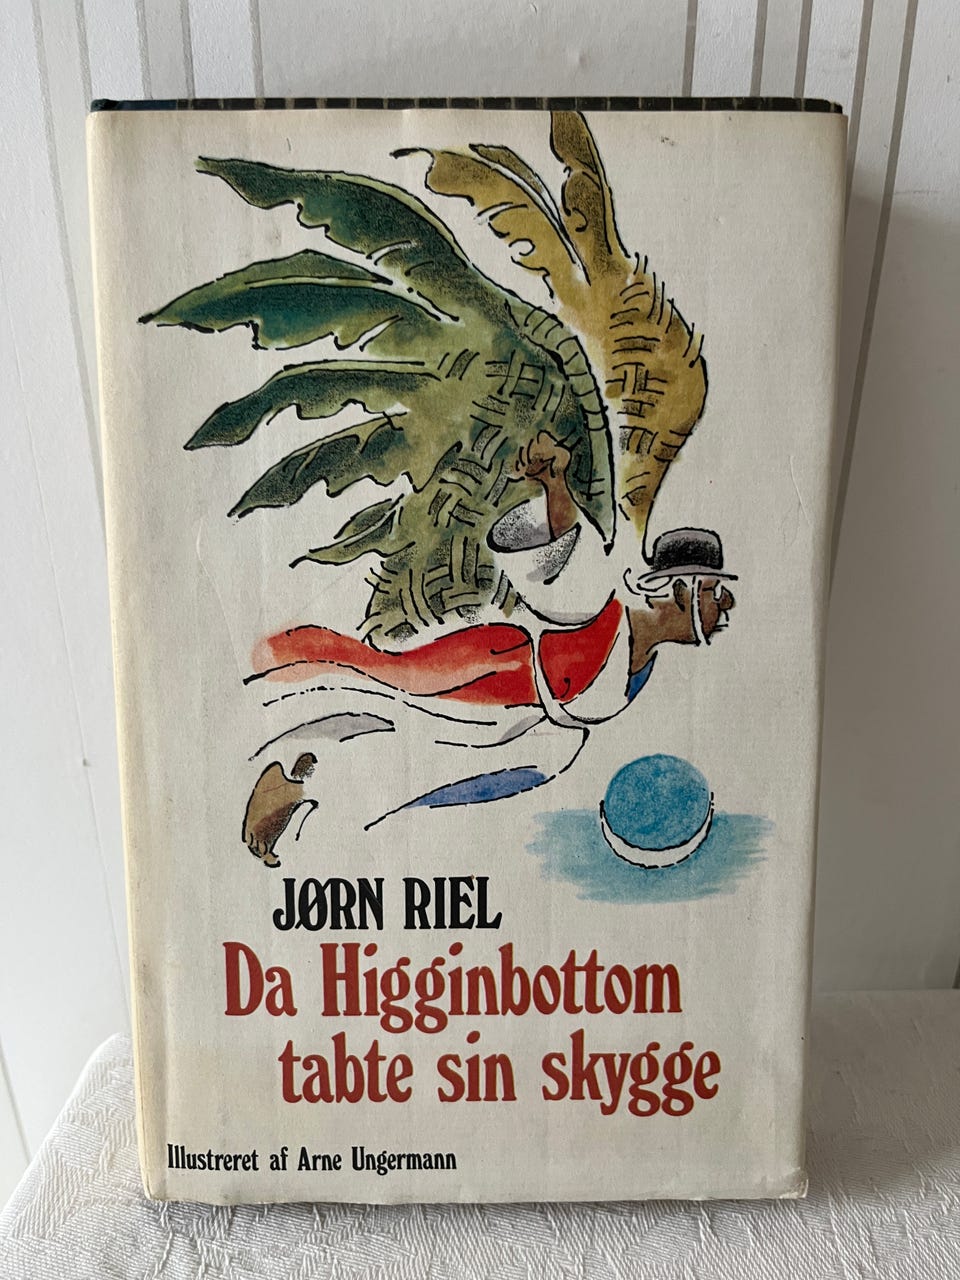 JØRN RIEL
Da Higginbottom
tabte sin skygge
Illustreret af Arne Ungermann